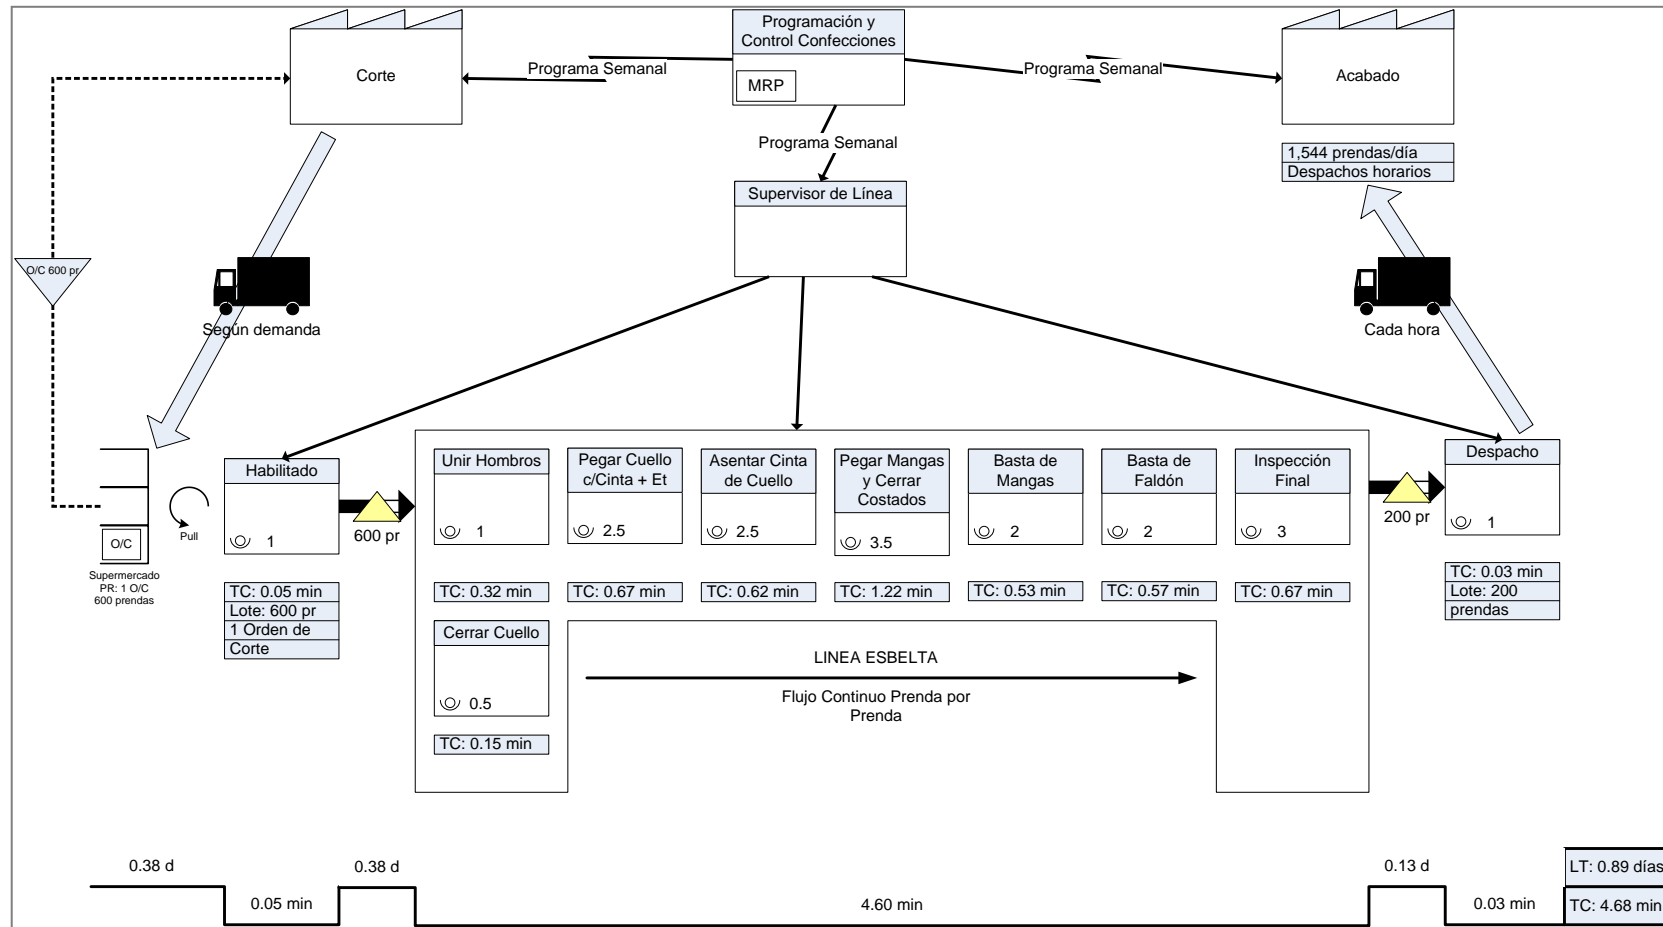 Programación y
Control Confecciones
MRP
Corte
Programa Semanal
Programa Semanal
Acabado
Programa Semanal
1,544 prendas/día
Despachos horarios
Supervisor de Línea
O/C 600 pr
Según demanda
Cada hora
Habilitado
1
O/C
Pull
Supermercado
PR: 1 O/C
600 prendas
TC: 0.05 min
Lote: 600 pr
1 Orden de
Corte
600 pr
Unir Hombros
1
TC: 0.32 min
Pegar Cuello
c/Cinta + Et
2.5
TC: 0.67 min
Asentar Cinta
de Cuello
2.5
TC: 0.62 min
Pegar Mangas
y Cerrar
Costados
3.5
TC: 1.22 min
Basta de
Mangas
2
TC: 0.53 min
Basta de
Faldón
2
TC: 0.57 min
Inspección
Final
3
TC: 0.67 min
200 pr
Despacho
1
TC: 0.03 min
Lote: 200
prendas
Cerrar Cuello
0.5
TC: 0.15 min
LINEA ESBELTA
Flujo Continuo Prenda por
Prenda
0.38 d
0.05 min
0.38 d
4.60 min
0.13 d
0.03 min
LT: 0.89 días
TC: 4.68 min